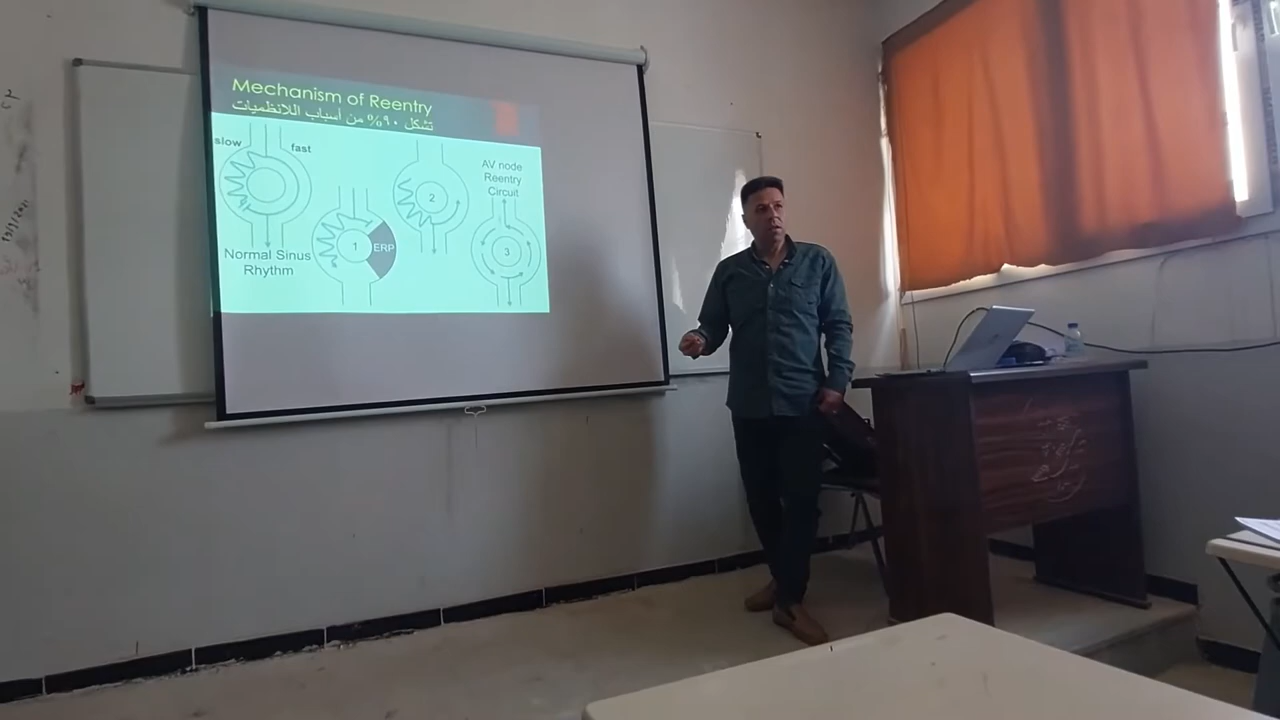 Mechanism of Reentry
تشكل ٩٠% من أسباب اللانظميات
slow
fast
Normal Sinus
Rhythm
1
ERP
2
AV node
Reentry
Circuit
3